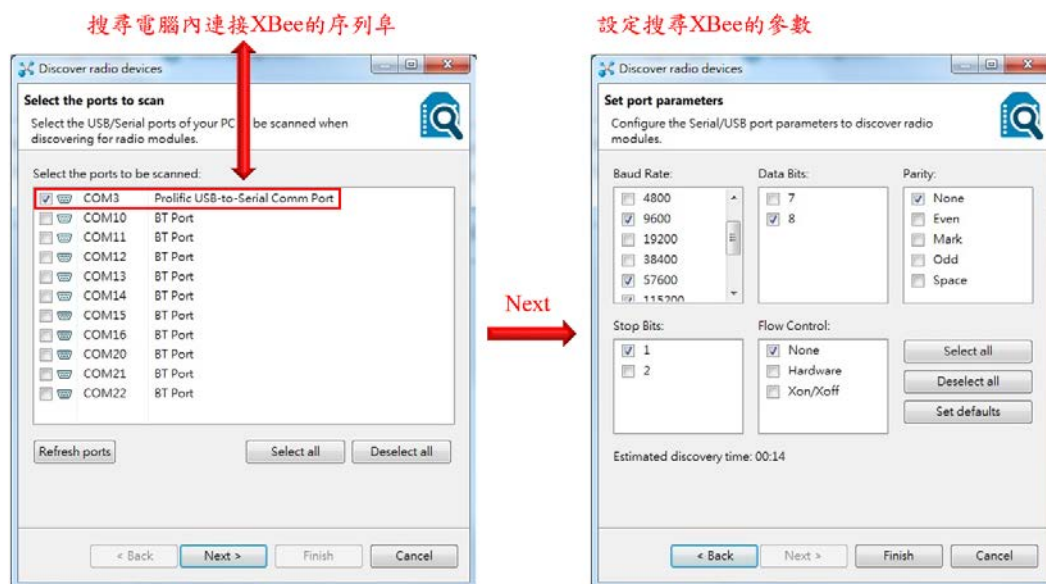 搜尋電腦內連接XBee的序列埠
Discover radio devices
Select the ports to scan
Select the USB/Serial ports of your PC be scanned when
discovering for radio modules.
Select the ports to be scanned:
COM3 Prolific USB-to-Serial Comm Port
COM10 BT Port
COM11 BT Port
COM12 BT Port
COM13 BT Port
COM14 BT Port
COM15 BT Port
COM16 BT Port
COM20 BT Port
COM21 BT Port
COM22 BT Port
Refresh ports Select all Deselect all
< Back Next > Finish Cancel
Next
設定搜尋XBee的參數
Discover radio devices
Set port parameters
Configure the Serial/USB port parameters to discover radio
modules.
Baud Rate: Data Bits: Parity:
4800 7 None
9600 8 Even
19200 Mark
38400 Odd
57600 Space
115200
Stop Bits: Flow Control:
1 None Select all
2 Hardware Deselect all
Xon/Xoff Set defaults
Estimated discovery time: 00:14
< Back Next > Finish Cancel